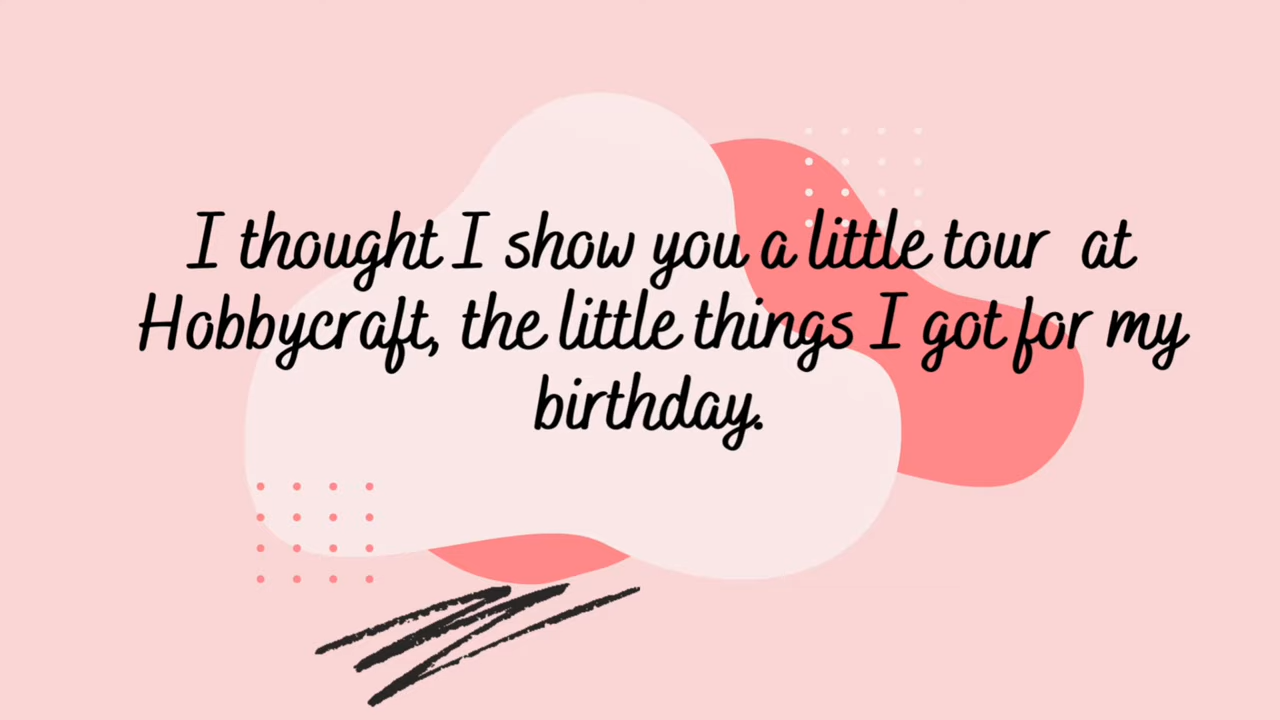 I thought I show you a little tour at
Hobbycraft, the little things I got for my
birthday.